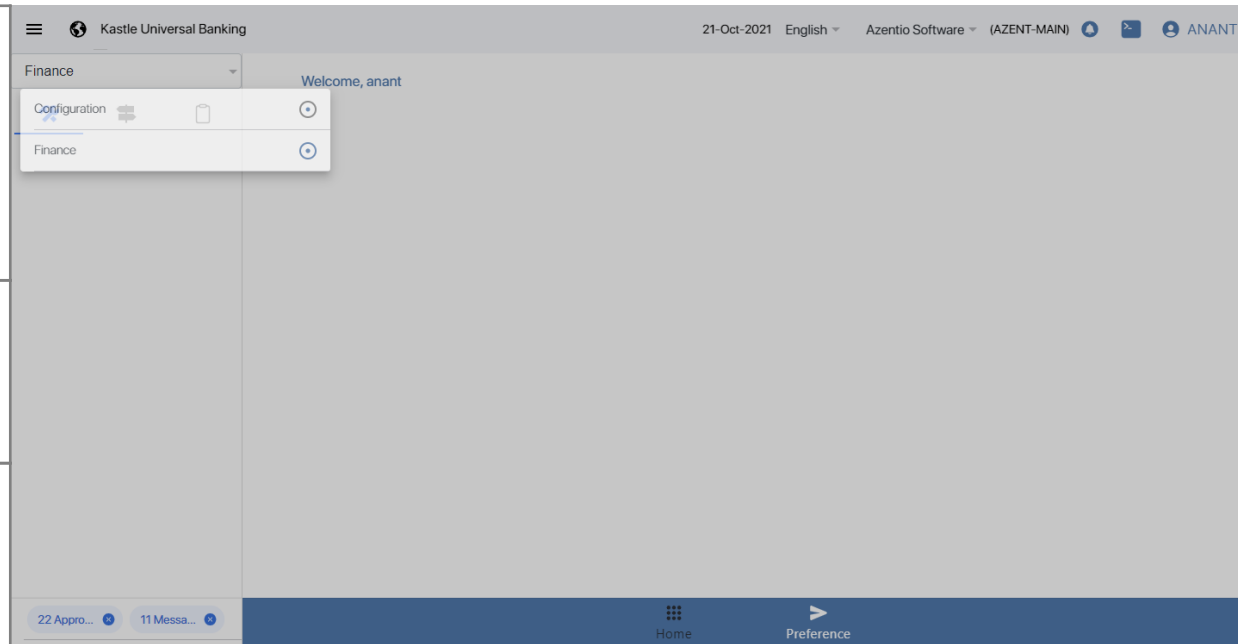 Kastle Universal Banking 21-Oct-2021 English Azentio Software (AZENT-MAIN) ANANT
Finance
Welcome, anant
Configuration
Finance
22 Appro... 11 Messa...
Home Preference